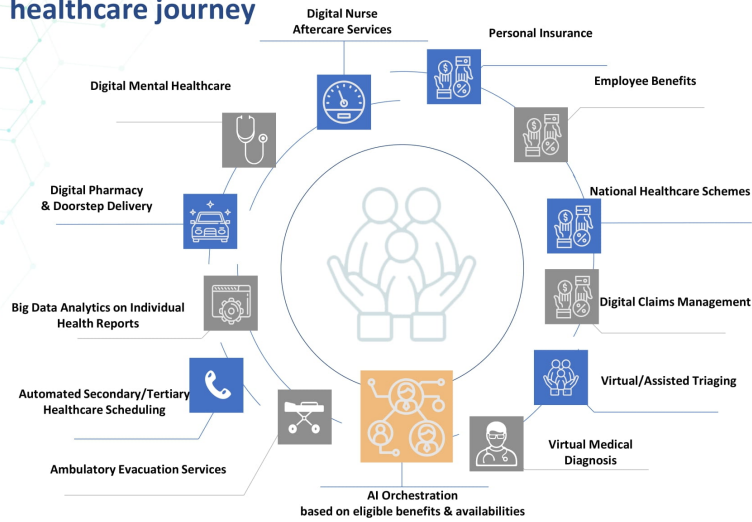 healthcare journey
Digital Nurse
Aftercare Services
Personal Insurance
Employee Benefits
Digital Mental Healthcare
Digital Pharmacy
& Doorstep Delivery
National Healthcare Schemes
Big Data Analytics on Individual
Health Reports
Digital Claims Management
Automated Secondary/Tertiary
Healthcare Scheduling
Virtual/Assisted Triaging
Ambulatory Evacuation Services
Virtual Medical
Diagnosis
AI Orchestration
based on eligible benefits & availabilities